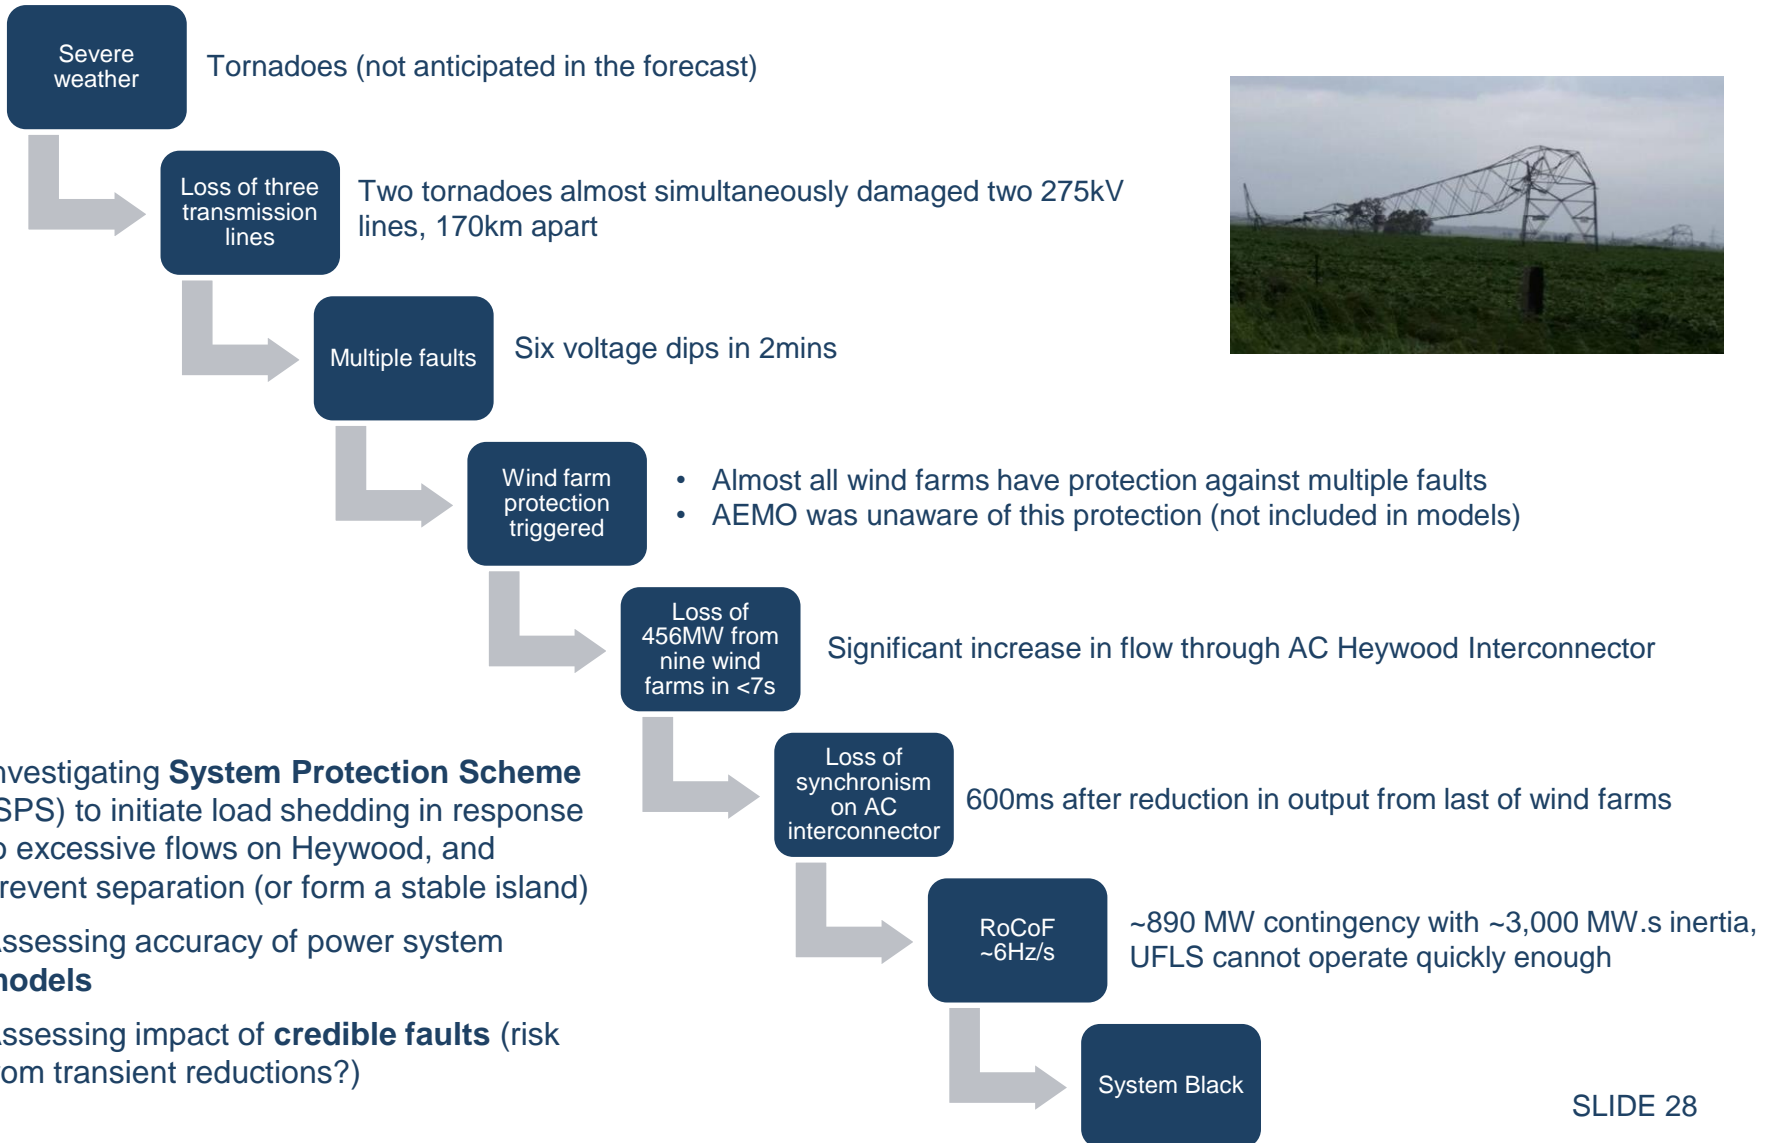 Severe
weather
Tornadoes (not anticipated in the forecast)
Loss of three
transmission
lines
Two tornadoes almost simultaneously damaged two 275kV
lines, 170km apart
Multiple faults
Six voltage dips in 2mins
Wind farm
protection
triggered
• Almost all wind farms have protection against multiple faults
• AEMO was unaware of this protection (not included in models)
Loss of
456MW from
nine wind
farms in <7s
Significant increase in flow through AC Heywood Interconnector
Loss of
synchronism
on AC
interconnector
600ms after reduction in output from last of wind farms
RoCoF
~6Hz/s
~890 MW contingency with ~3,000 MW.s inertia,
UFLS cannot operate quickly enough
System Black
nvestigating System Protection Scheme
SPS) to initiate load shedding in response
o excessive flows on Heywood, and
revent separation (or form a stable island)
ssessing accuracy of power system
odels
ssessing impact of credible faults (risk
om transient reductions?)
SLIDE 28